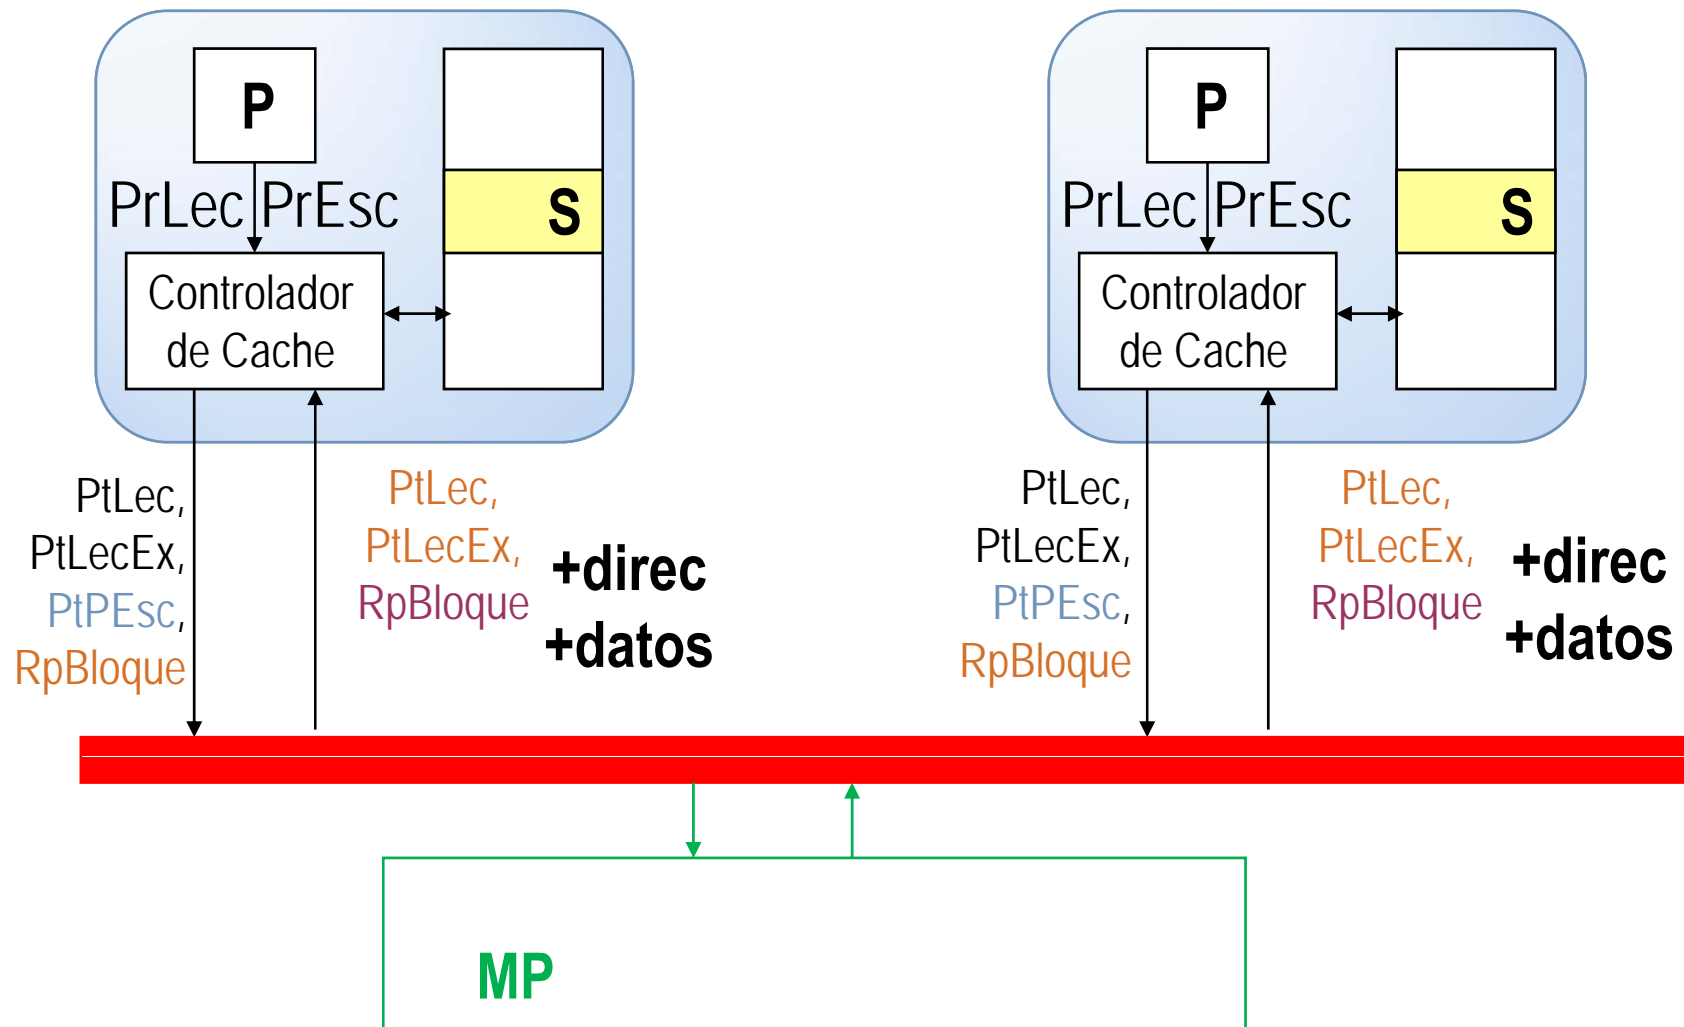 P
PrLec PrEsc
S
Controlador
de Cache
PtLec,
PtLecEx,
PtPEsc,
RpBloque
PtLec,
PtLecEx,
RpBloque
+direc
+datos
P
PrLec PrEsc
S
Controlador
de Cache
PtLec,
PtLecEx,
PtPEsc,
RpBloque
PtLec,
PtLecEx,
RpBloque
+direc
+datos
MP